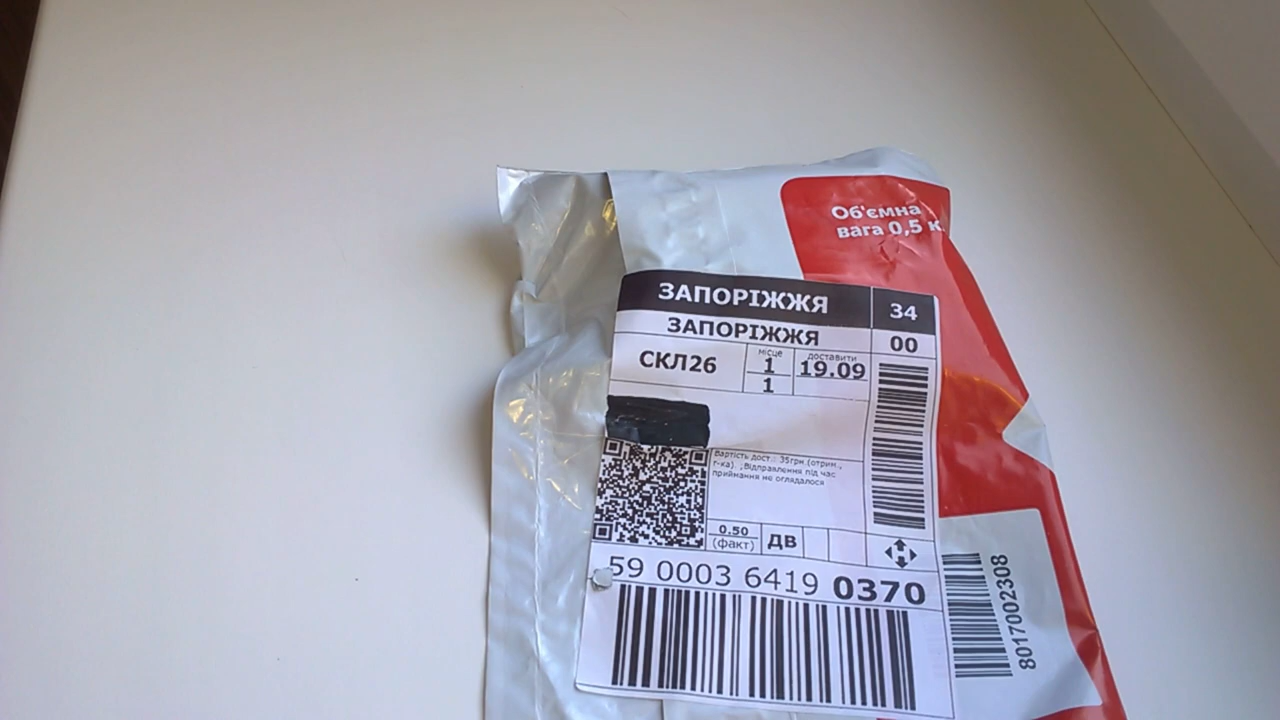 Об'ємна
вага 0,5 к
ЗАПОРІЖЖЯ 34
ЗАПОРІЖЖЯ 00
СКЛ26
місце
1
1
доставити
19.09
Вартість дост.: 35грн (отрим.,
г-ка). ;Відправлення під час
приймання не оглядалося
0.50
(факт)
ДВ
59 0003 6419 0370
8017002308